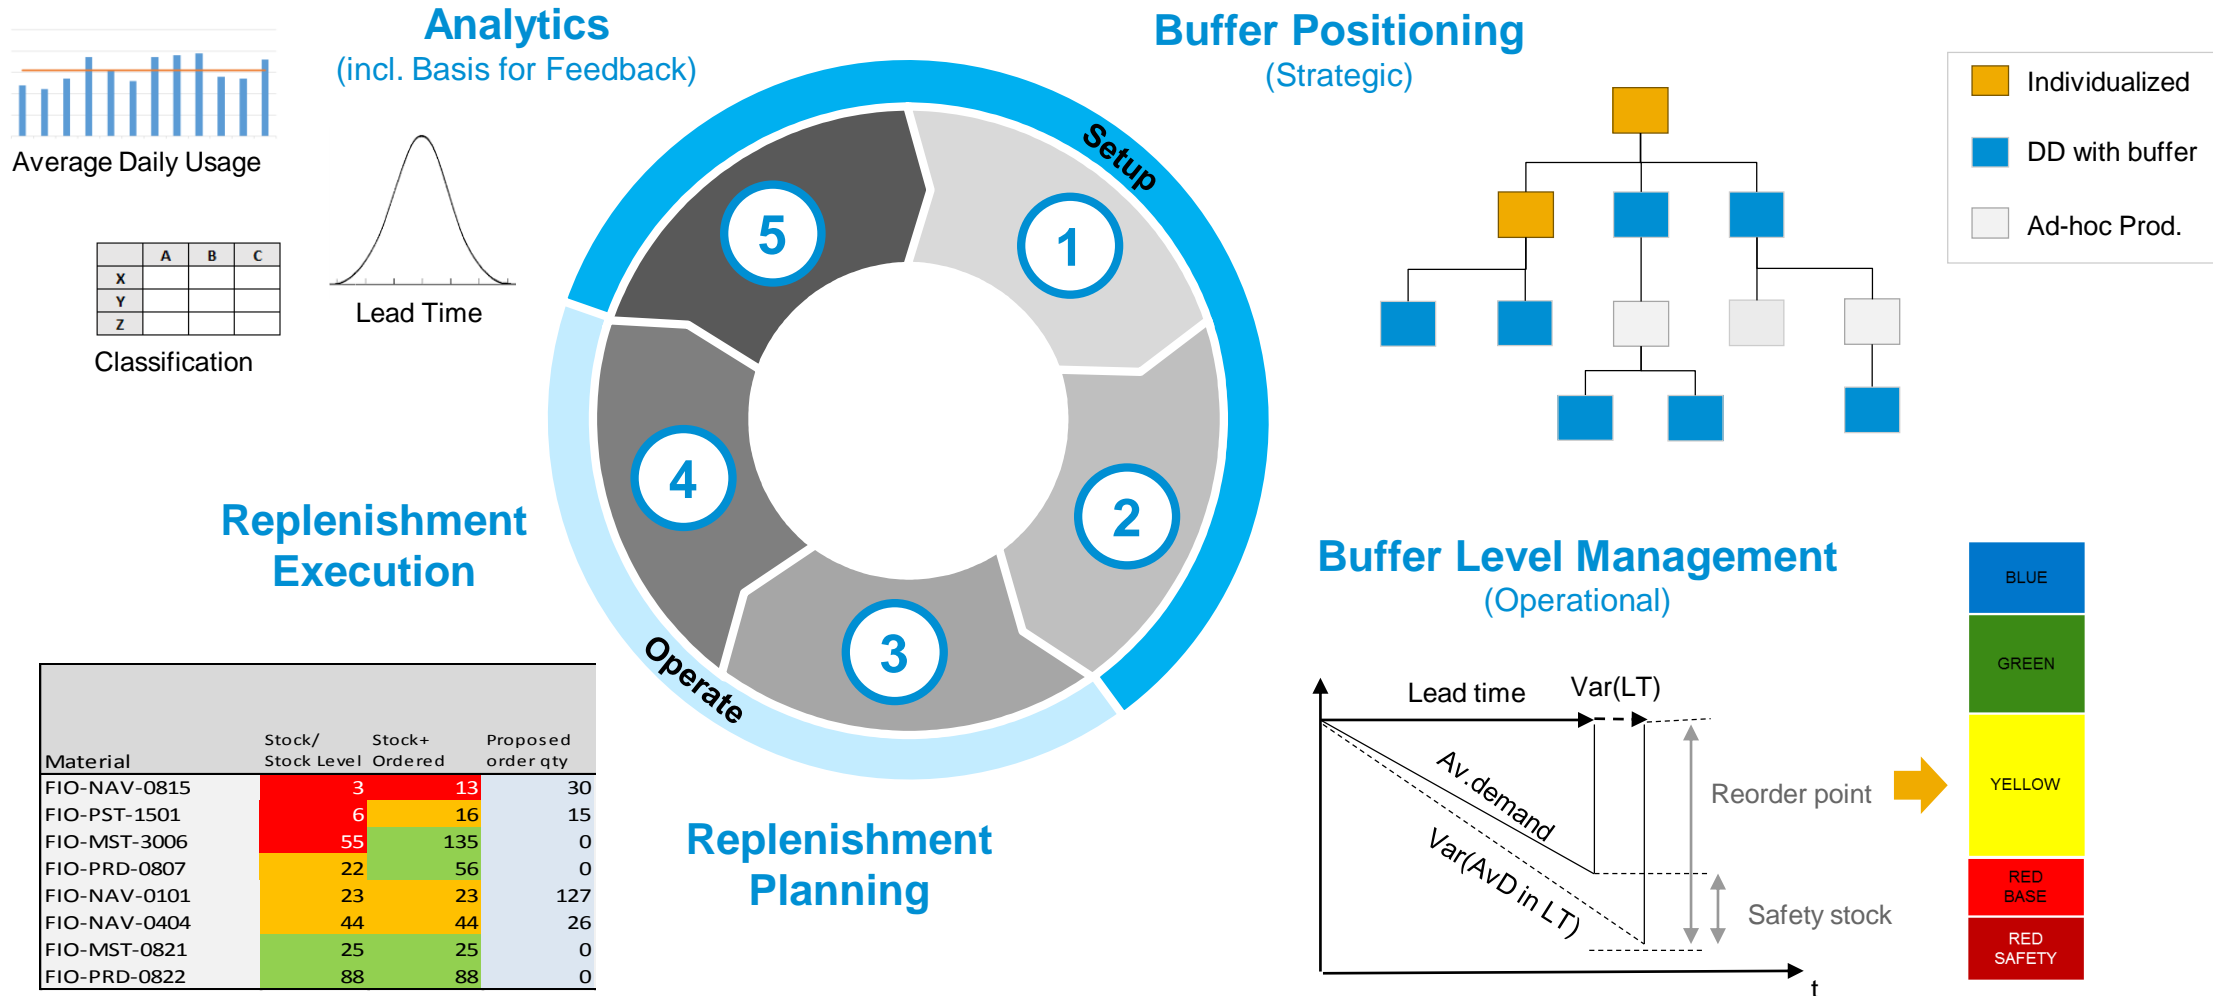 Analytics
(incl. Basis for Feedback)
Average Daily Usage
Lead Time
A B C
X
Y
Z
Classification
Buffer Positioning
(Strategic)
Individualized
DD with buffer
Ad-hoc Prod.
Setup
Operate
1
2
3
4
5
Buffer Level Management
(Operational)
Lead time
Var(LT)
Av.demand
Var(AvD in LT)
Reorder point
Safety stock
t
BLUE
GREEN
YELLOW
RED
BASE
RED
SAFETY
Replenishment
Planning
Replenishment
Execution
Stock/ Stock+ Proposed
Material Stock Level Ordered order qty
FIO-NAV-0815 3 13 30
FIO-PST-1501 6 16 15
FIO-MST-3006 55 135 0
FIO-PRD-0807 22 56 0
FIO-NAV-0101 23 23 127
FIO-NAV-0404 44 44 26
FIO-MST-0821 25 25 0
FIO-PRD-0822 88 88 0